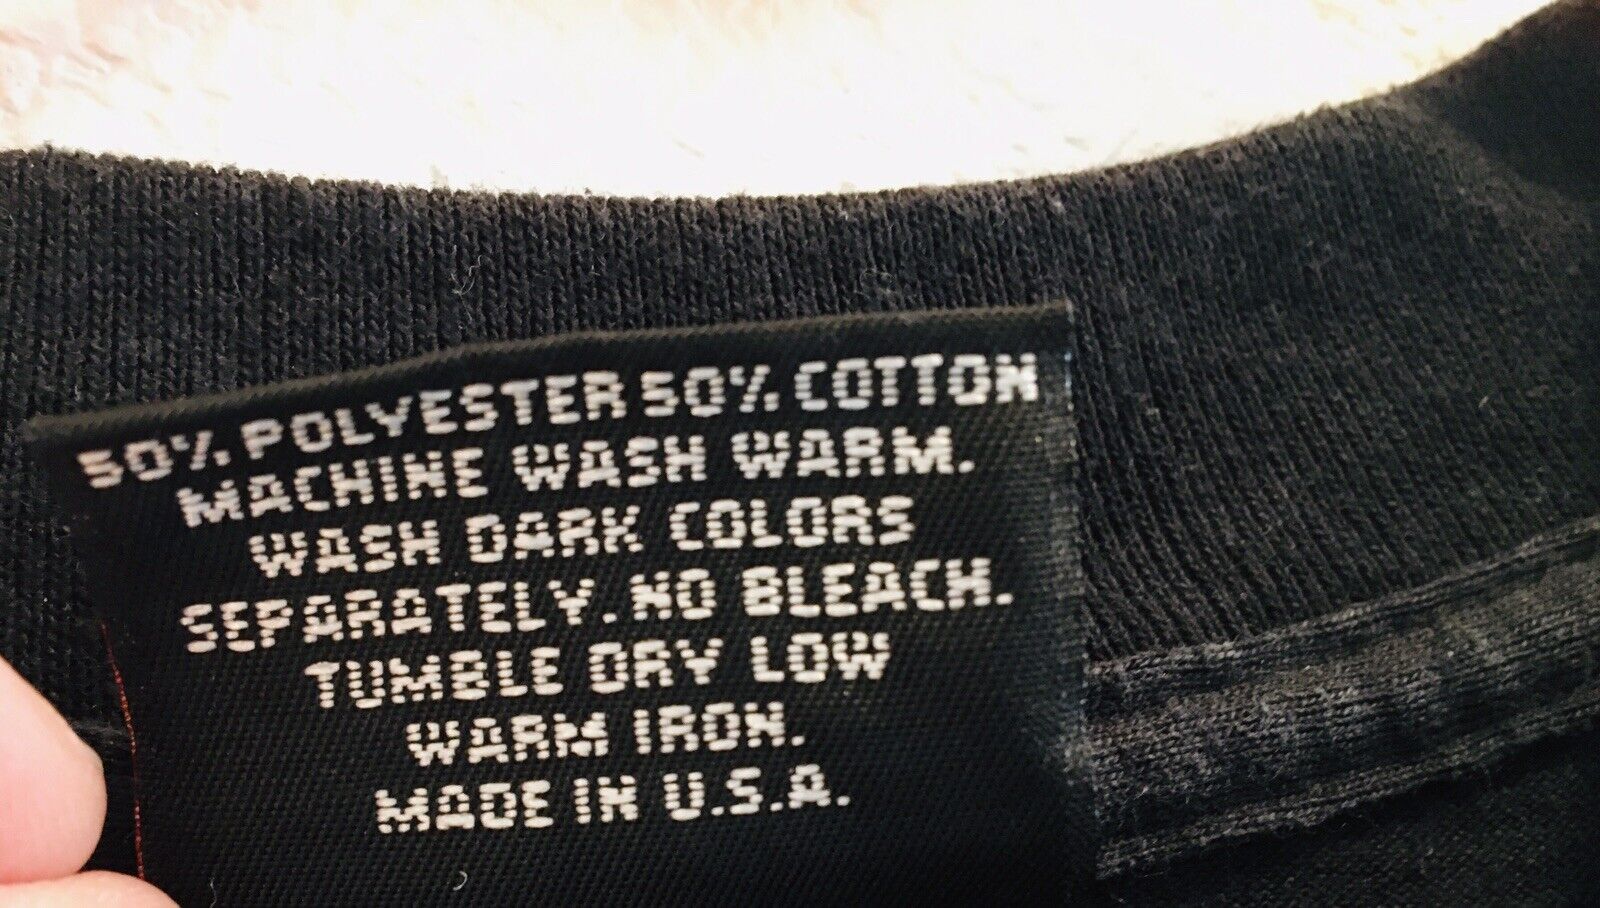 50% POLYESTER 50% COTTON
MACHINE WASH WARM.
WASH DARK COLORS
SEPARATELY. NO BLEACH.
TUMBLE DRY LOW
WARM IRON.
MADE IN U.S.A.